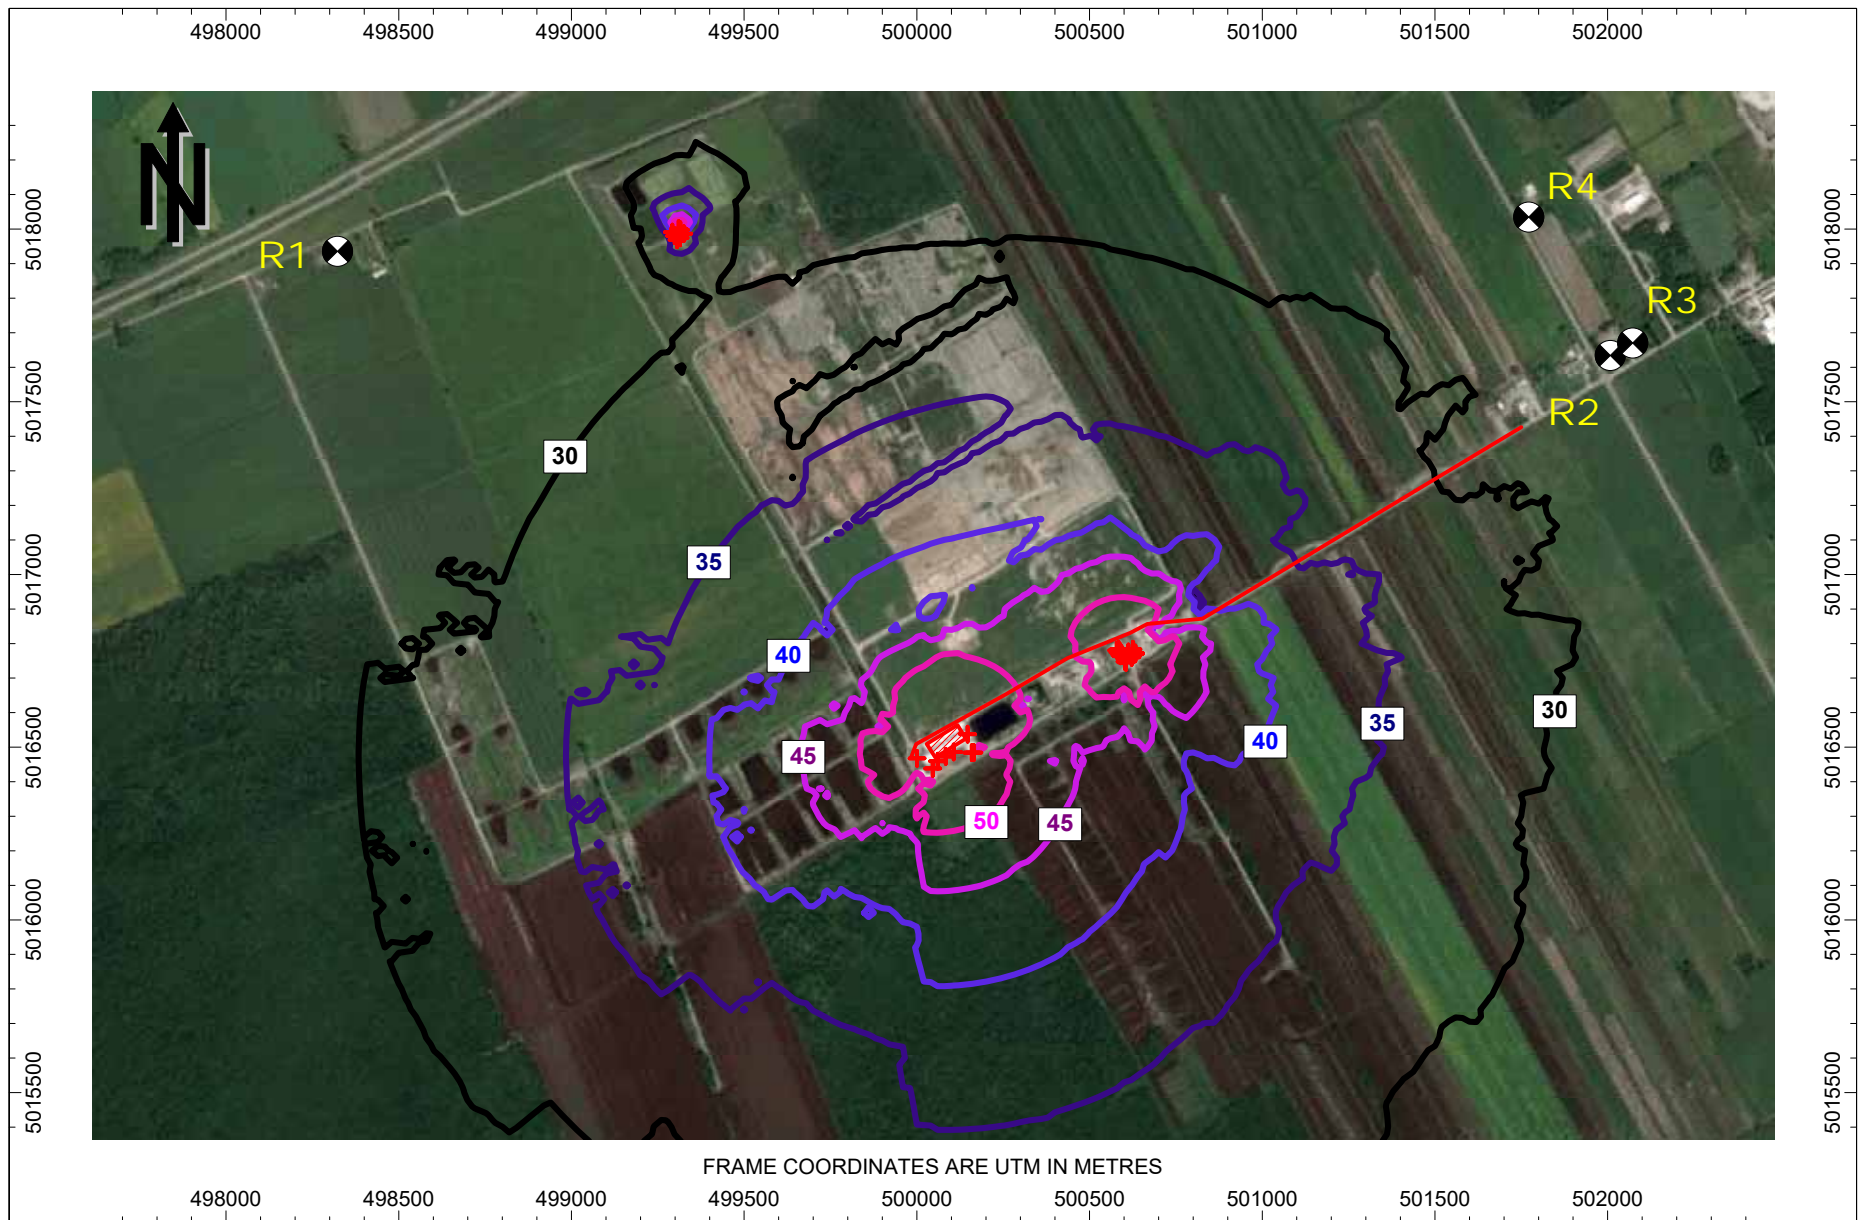 498000 498500 499000 499500 500000 500500 501000 501500 502000
N
R4
5018000 5018000
R1
R3
5017500 5017500
R2
30
35
5017000 5017000
40
30
35
5016500 5016500
40
45
50
45
5016000 5016000
5015500 5015500
FRAME COORDINATES ARE UTM IN METRES
498000 498500 499000 499500 500000 500500 501000 501500 502000